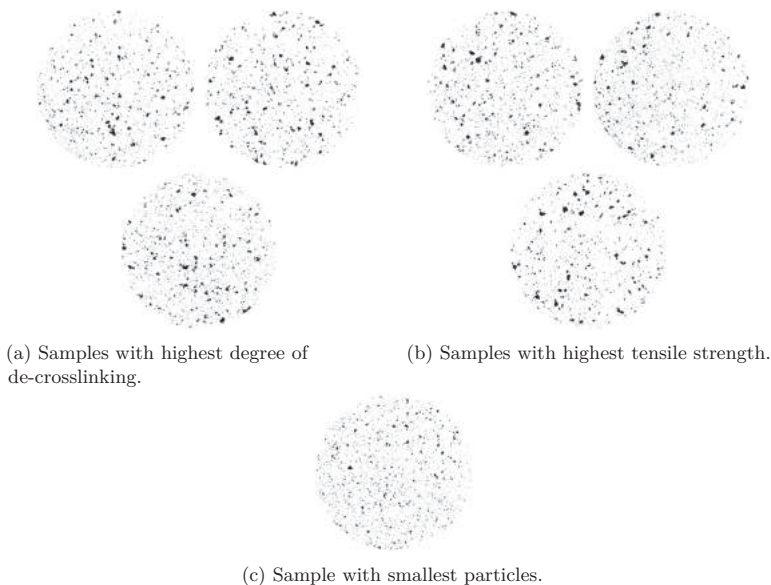 (a) Samples with highest degree of
de-crosslinking.
(b) Samples with highest tensile strength.
(c) Sample with smallest particles.